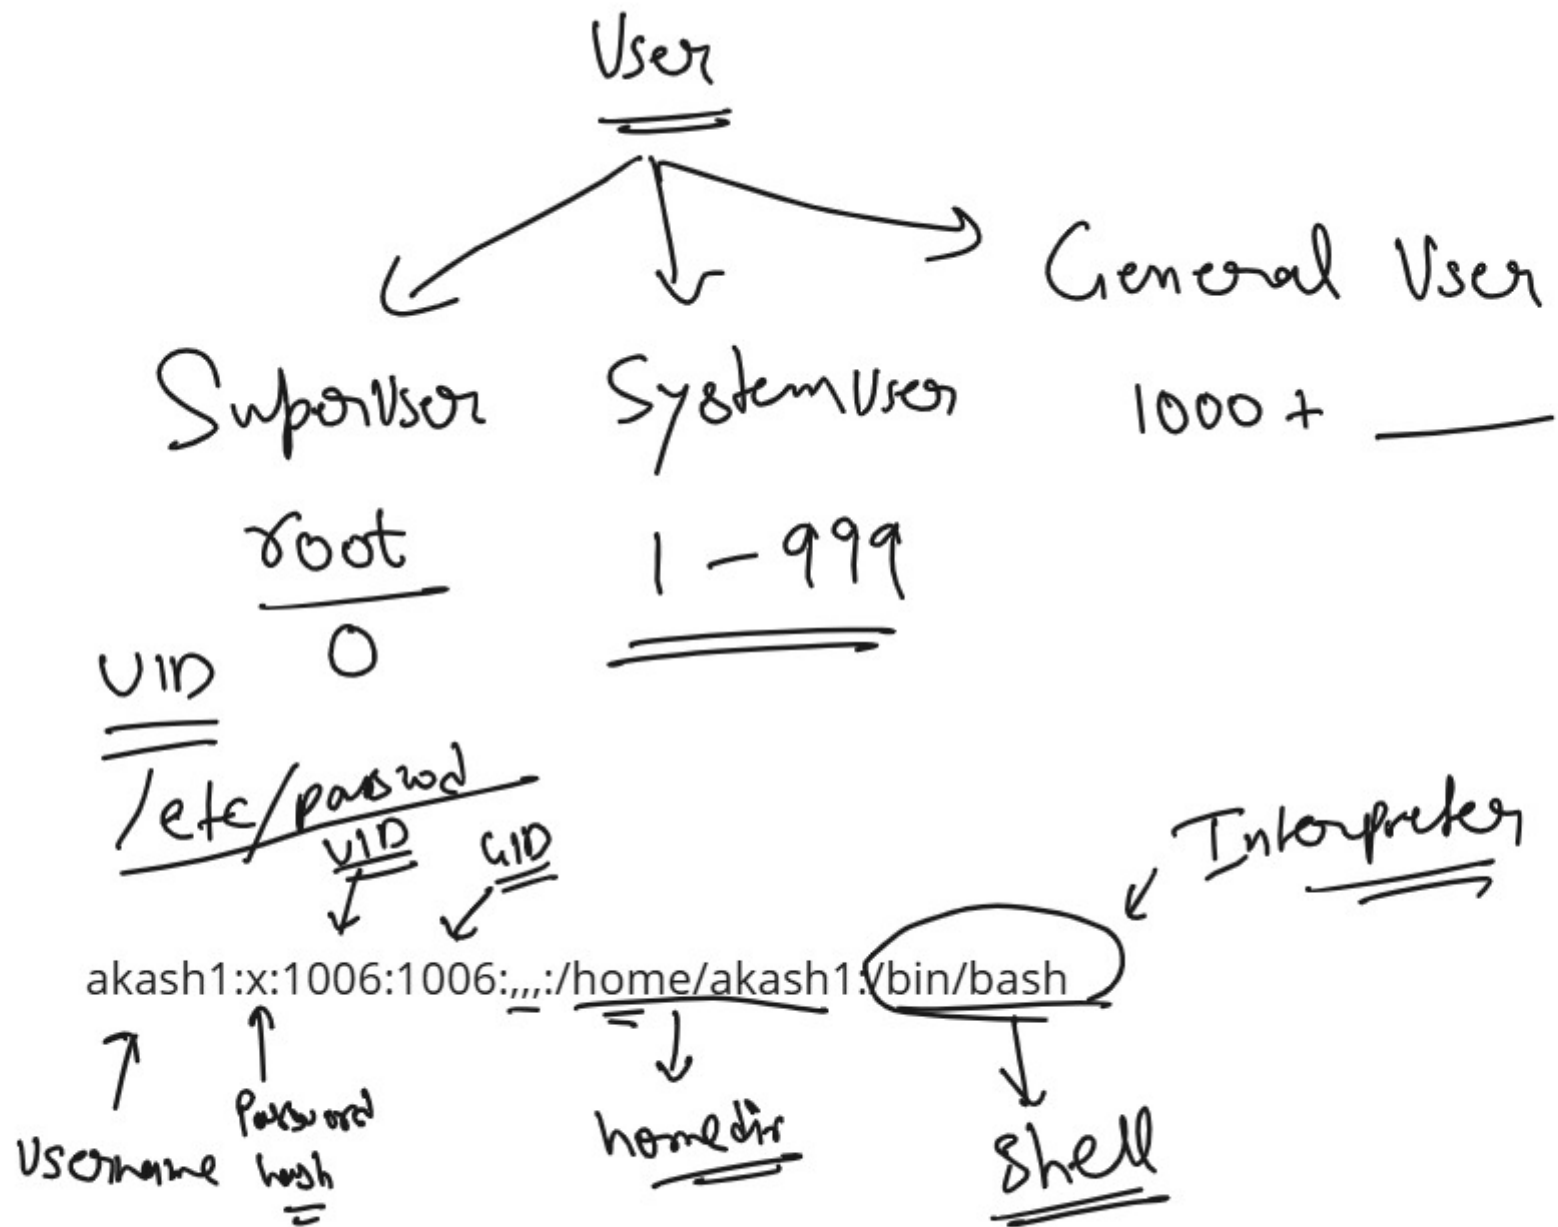 User
General User
Superuser Systemuser 1000 +
root 1 - 999
0
UID
/etc/passwd
UID GID Interpreter
akash1:x:1006:1006:,,,:/home/akash1:/bin/bash
Username Password hash homedir shell